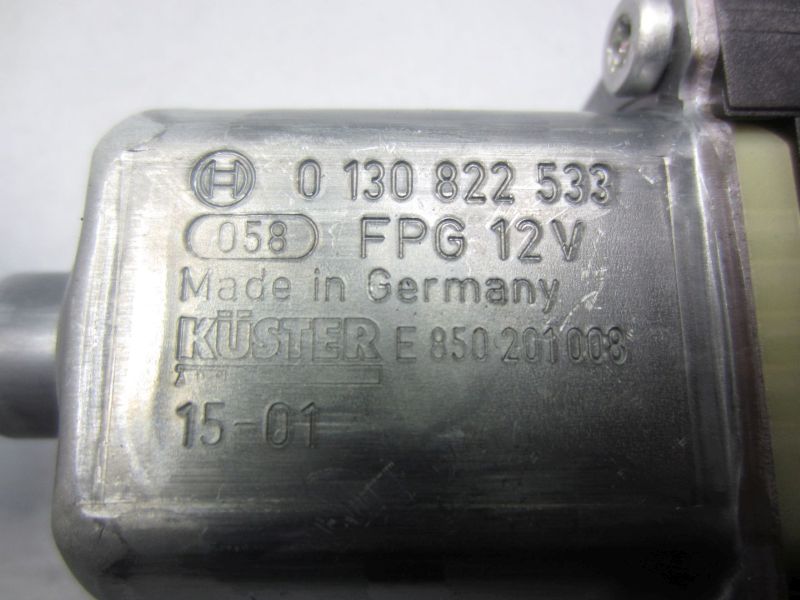 0 130 822 533
058 FPG 12V
Made in Germany
KÜSTER E 850 201 008
15-01